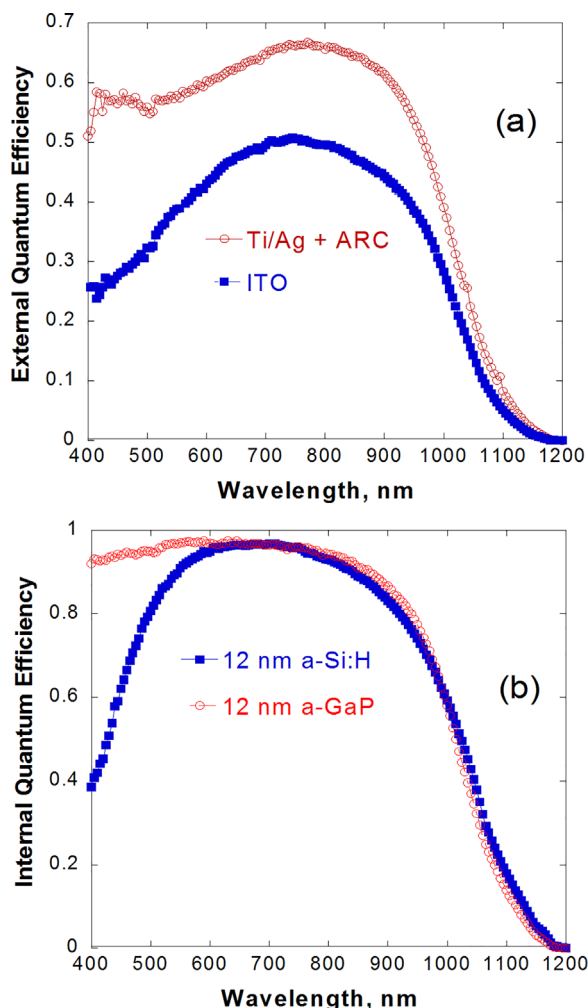 0.7
0.6
0.5
0.4
0.3
0.2
0.1
0
External Quantum Efficiency
(a)
Ti/Ag + ARC
ITO
400 500 600 700 800 900 1000 1100 1200
Wavelength, nm
1
0.8
0.6
0.4
0.2
0
Internal Quantum Efficiency
12 nm a-Si:H
12 nm a-GaP
(b)
400 500 600 700 800 900 1000 1100 1200
Wavelength, nm